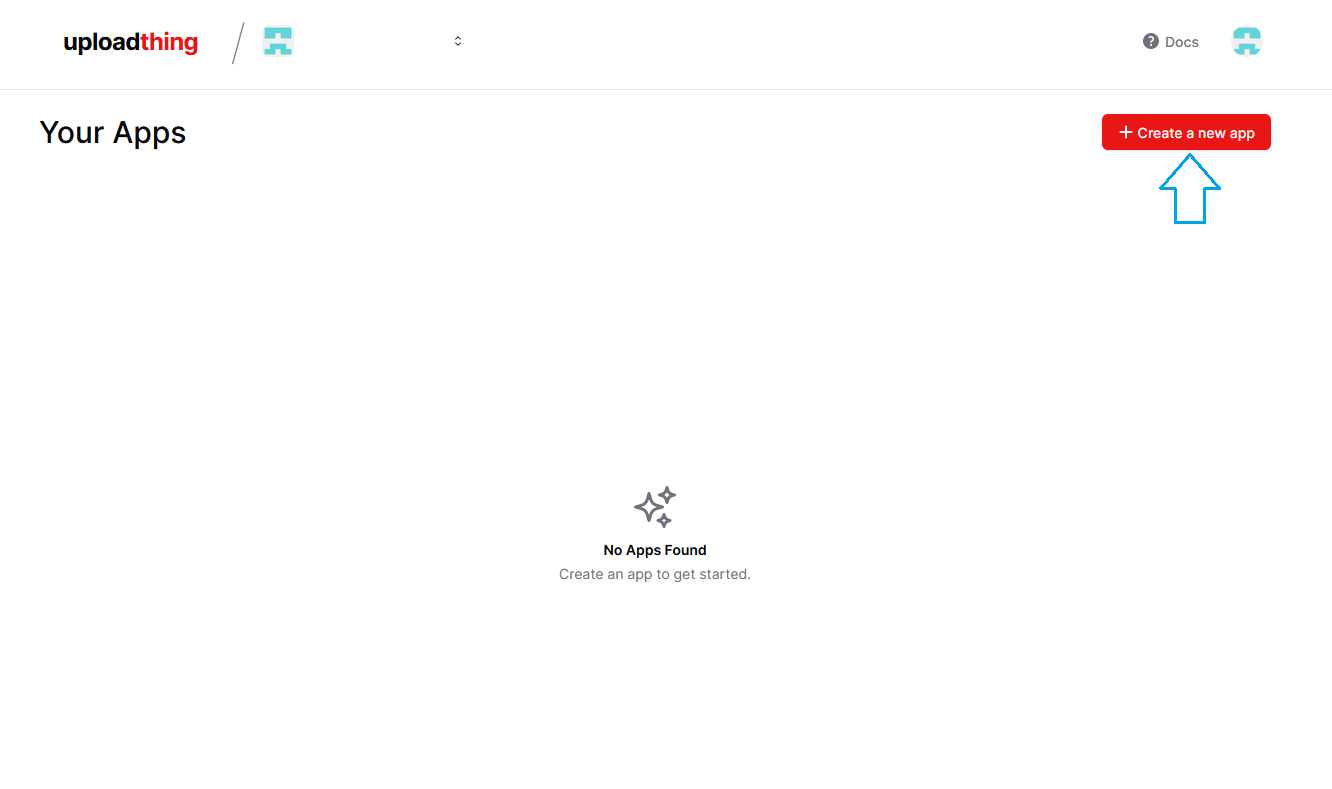 uploadthing
Docs
Your Apps
Create a new app
No Apps Found
Create an app to get started.